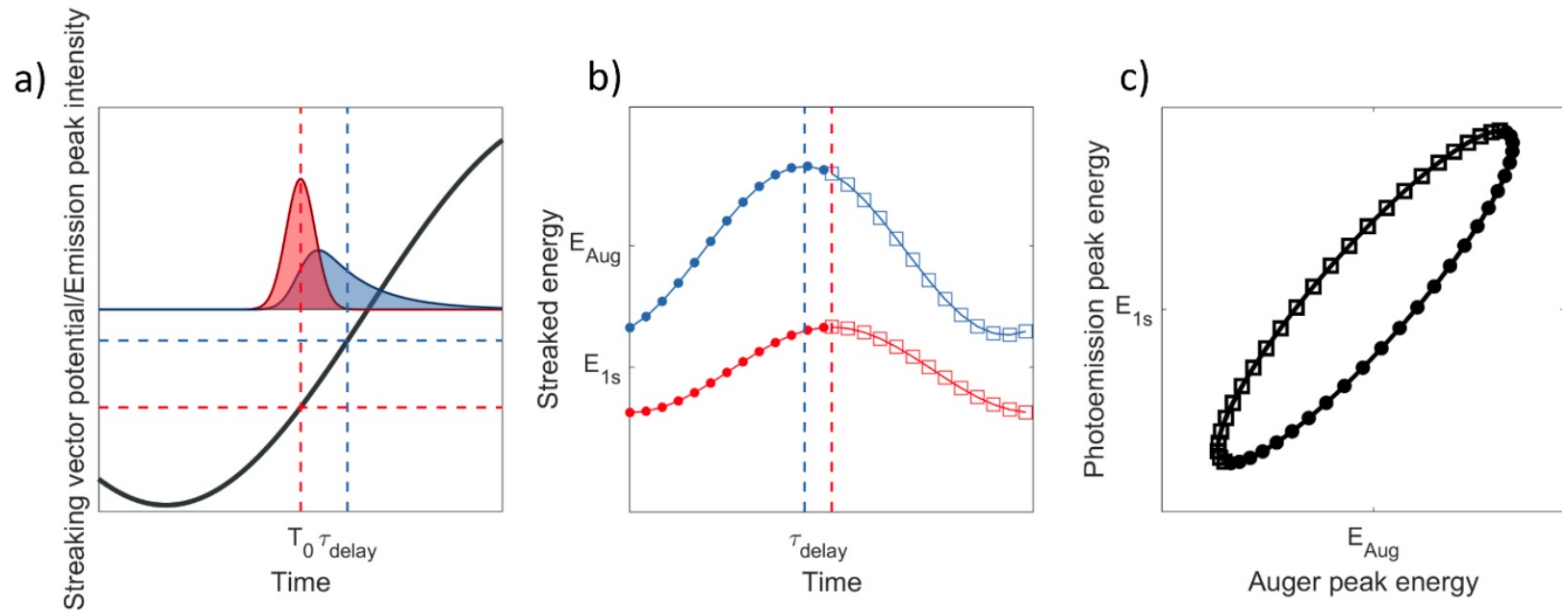 a)
Streaking vector potential/Emission peak intensity
T0 τdelay
Time
b)
Streaked energy
EAug
E1s
τdelay
Time
c)
Photoemission peak energy
E1s
EAug
Auger peak energy